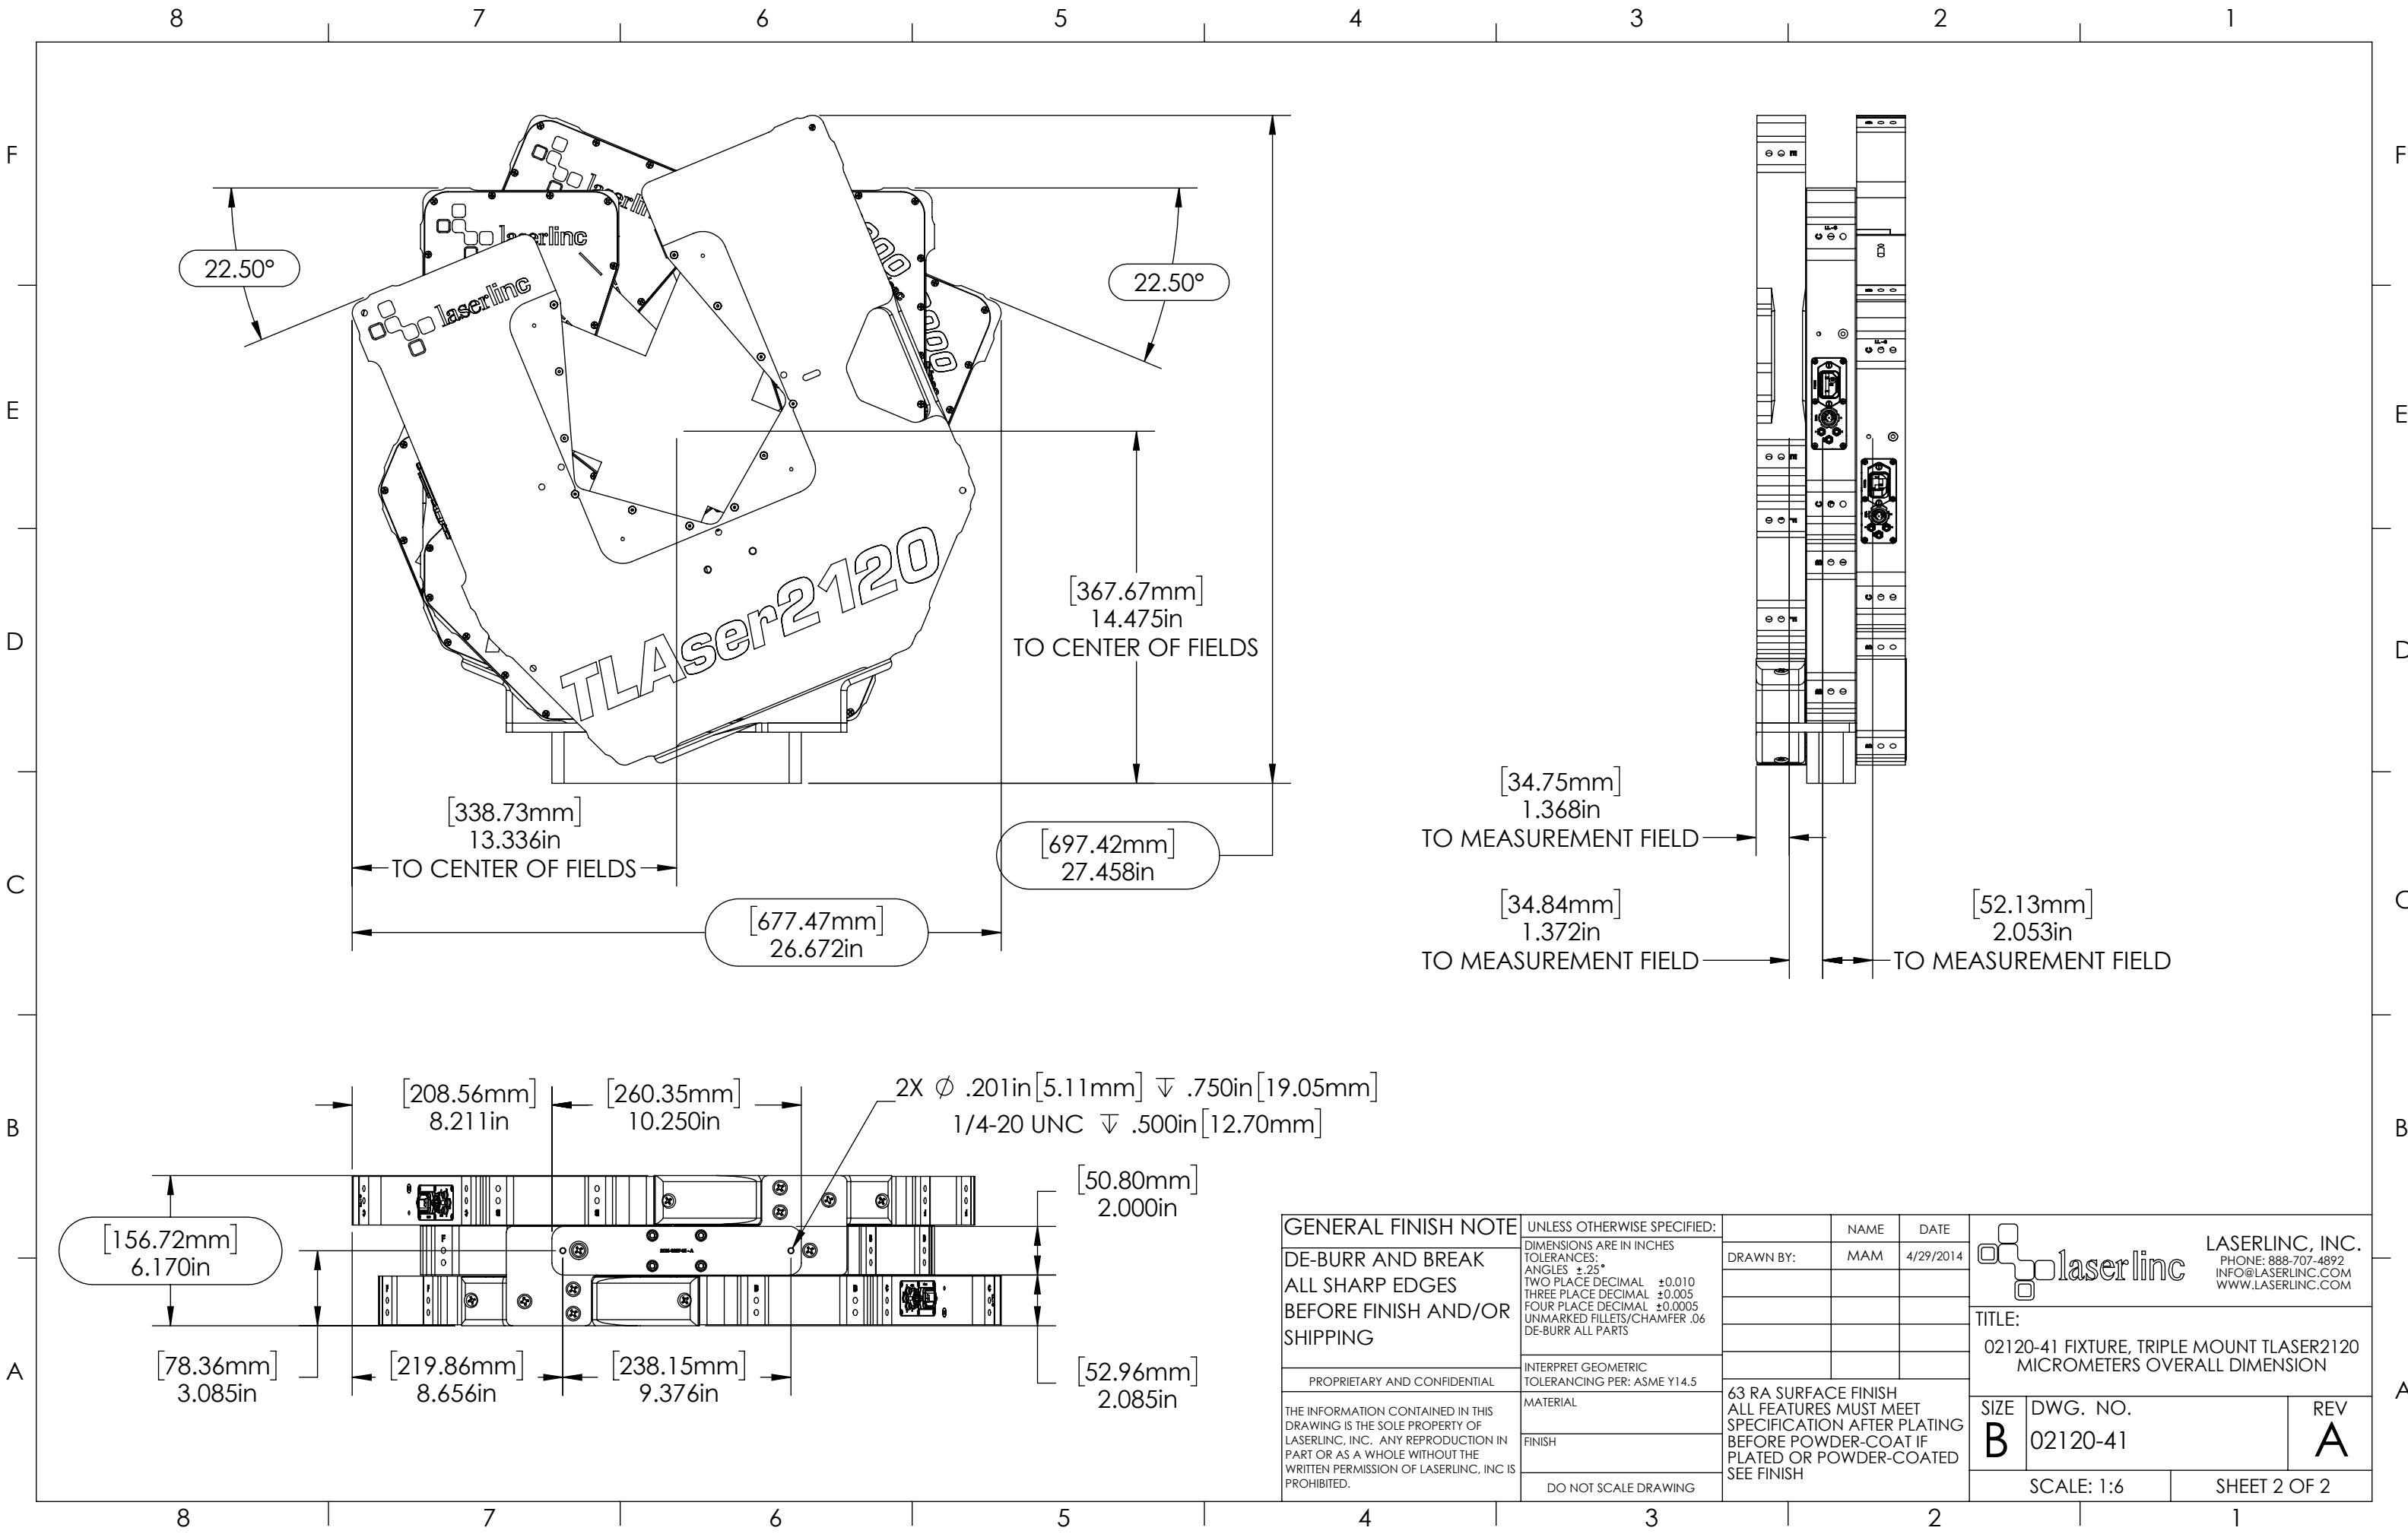 8 7 6 5 4 3 2 1
F
F
E
E
D
D
C
C
B
B
A
A
laserlinc
laserlinc
laserlinc
TLAser2120
22.50°
22.50°
[367.67mm]
14.475in
TO CENTER OF FIELDS
[338.73mm]
13.336in
TO CENTER OF FIELDS
[697.42mm]
27.458in
[677.47mm]
26.672in
[34.75mm]
1.368in
TO MEASUREMENT FIELD
[34.84mm]
1.372in
TO MEASUREMENT FIELD
[52.13mm]
2.053in
TO MEASUREMENT FIELD
[208.56mm]
8.211in
[260.35mm]
10.250in
2X ∅ .201in[5.11mm] ↧ .750in[19.05mm]
1/4-20 UNC ↧ .500in[12.70mm]
[50.80mm]
2.000in
[156.72mm]
6.170in
[78.36mm]
3.085in
[219.86mm]
8.656in
[238.15mm]
9.376in
[52.96mm]
2.085in
GENERAL FINISH NOTE
DE-BURR AND BREAK
ALL SHARP EDGES
BEFORE FINISH AND/OR
SHIPPING
PROPRIETARY AND CONFIDENTIAL
THE INFORMATION CONTAINED IN THIS
DRAWING IS THE SOLE PROPERTY OF
LASERLINC, INC. ANY REPRODUCTION IN
PART OR AS A WHOLE WITHOUT THE
WRITTEN PERMISSION OF LASERLINC, INC IS
PROHIBITED.
UNLESS OTHERWISE SPECIFIED:
DIMENSIONS ARE IN INCHES
TOLERANCES:
ANGLES ±.25°
TWO PLACE DECIMAL ±0.010
THREE PLACE DECIMAL ±0.005
FOUR PLACE DECIMAL ±0.0005
UNMARKED FILLETS/CHAMFER .06
DE-BURR ALL PARTS
INTERPRET GEOMETRIC
TOLERANCING PER: ASME Y14.5
MATERIAL
FINISH
DO NOT SCALE DRAWING
NAME DATE
DRAWN BY: MAM 4/29/2014
63 RA SURFACE FINISH
ALL FEATURES MUST MEET
SPECIFICATION AFTER PLATING
BEFORE POWDER-COAT IF
PLATED OR POWDER-COATED
SEE FINISH
laserlinc
LASERLINC, INC.
PHONE: 888-707-4892
INFO@LASERLINC.COM
WWW.LASERLINC.COM
TITLE:
02120-41 FIXTURE, TRIPLE MOUNT TLASER2120
MICROMETERS OVERALL DIMENSION
SIZE
B
DWG. NO.
02120-41
REV
A
SCALE: 1:6
SHEET 2 OF 2
8 7 6 5 4 3 2 1